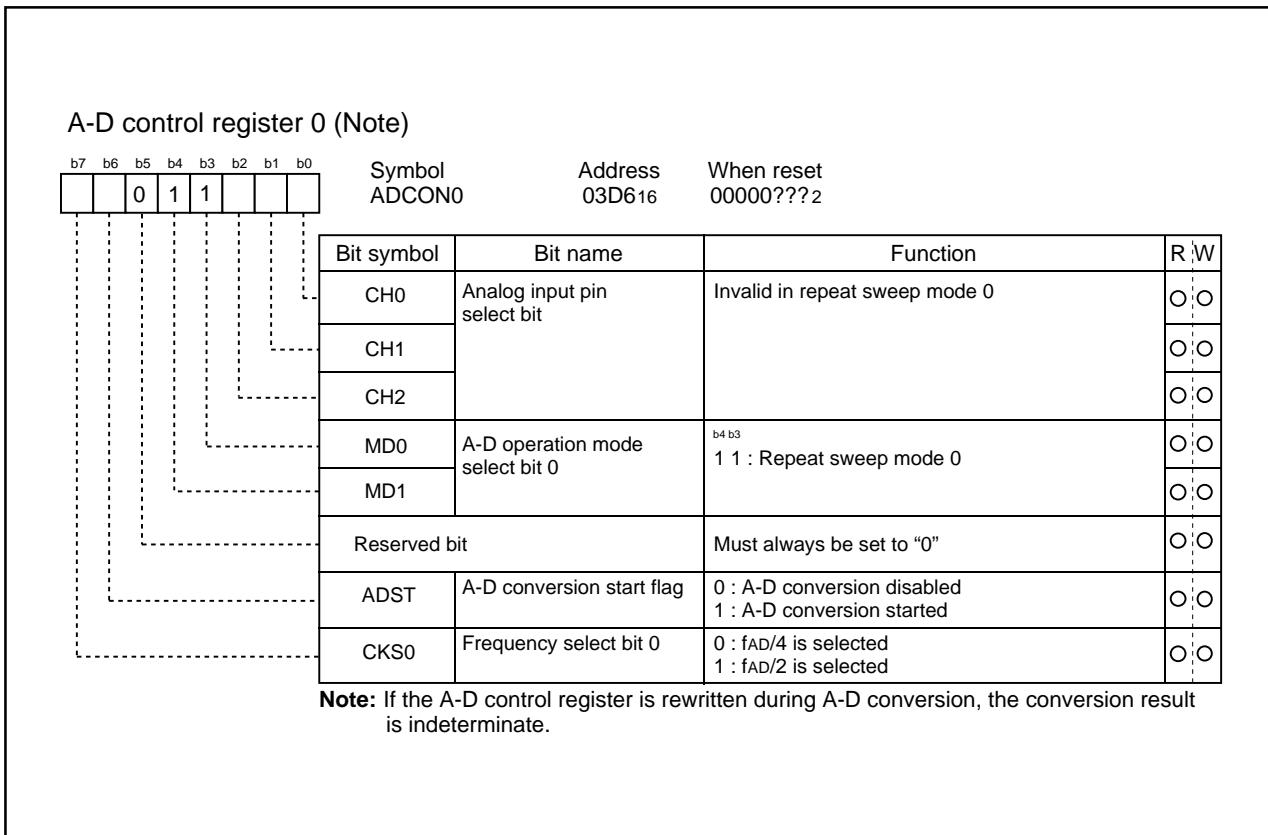 A-D control register 0 (Note)
b7 b6 b5 b4 b3 b2 b1 b0
0 1 1
Symbol Address When reset
ADCON0 03D616 00000???2
Bit symbol Bit name Function R W
CH0 Analog input pin select bit Invalid in repeat sweep mode 0 O O
CH1 O O
CH2 O O
MD0 A-D operation mode select bit 0 b4 b3 O O
1 1 : Repeat sweep mode 0
MD1 O O
Reserved bit Must always be set to “0” O O
ADST A-D conversion start flag 0 : A-D conversion disabled O O
1 : A-D conversion started
CKS0 Frequency select bit 0 0 : fAD/4 is selected O O
1 : fAD/2 is selected
Note: If the A-D control register is rewritten during A-D conversion, the conversion result
is indeterminate.